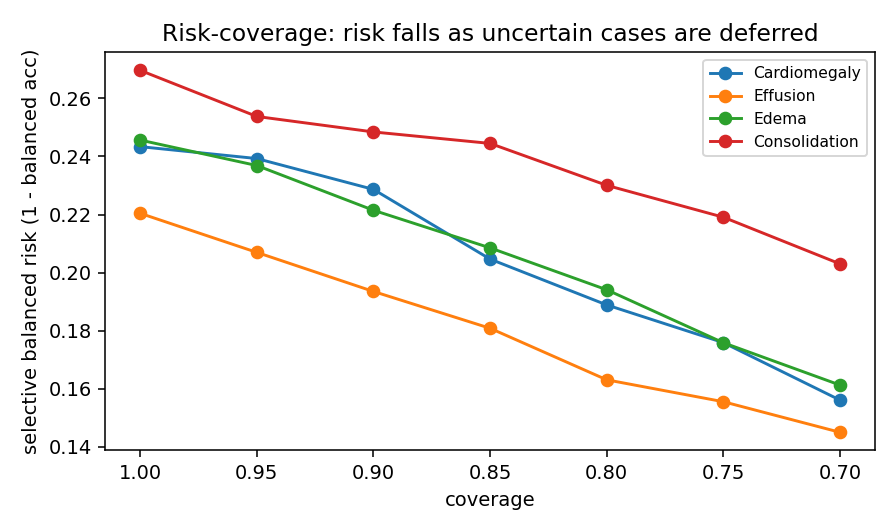 Risk-coverage: risk falls as uncertain cases are deferred
selective balanced risk (1 - balanced acc)
0.26
0.24
0.22
0.20
0.18
0.16
0.14
Cardiomegaly
Effusion
Edema
Consolidation
1.00 0.95 0.90 0.85 0.80 0.75 0.70
coverage